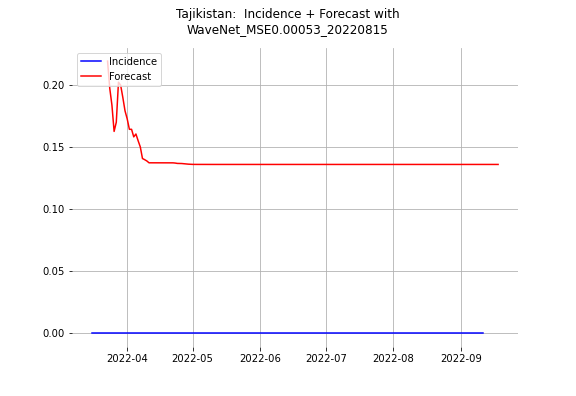 Tajikistan:  Incidence + Forecast with
WaveNet_MSE0.00053_20220815
Incidence
Forecast
0.20
0.15
0.10
0.05
0.00
2022-04 2022-05 2022-06 2022-07 2022-08 2022-09